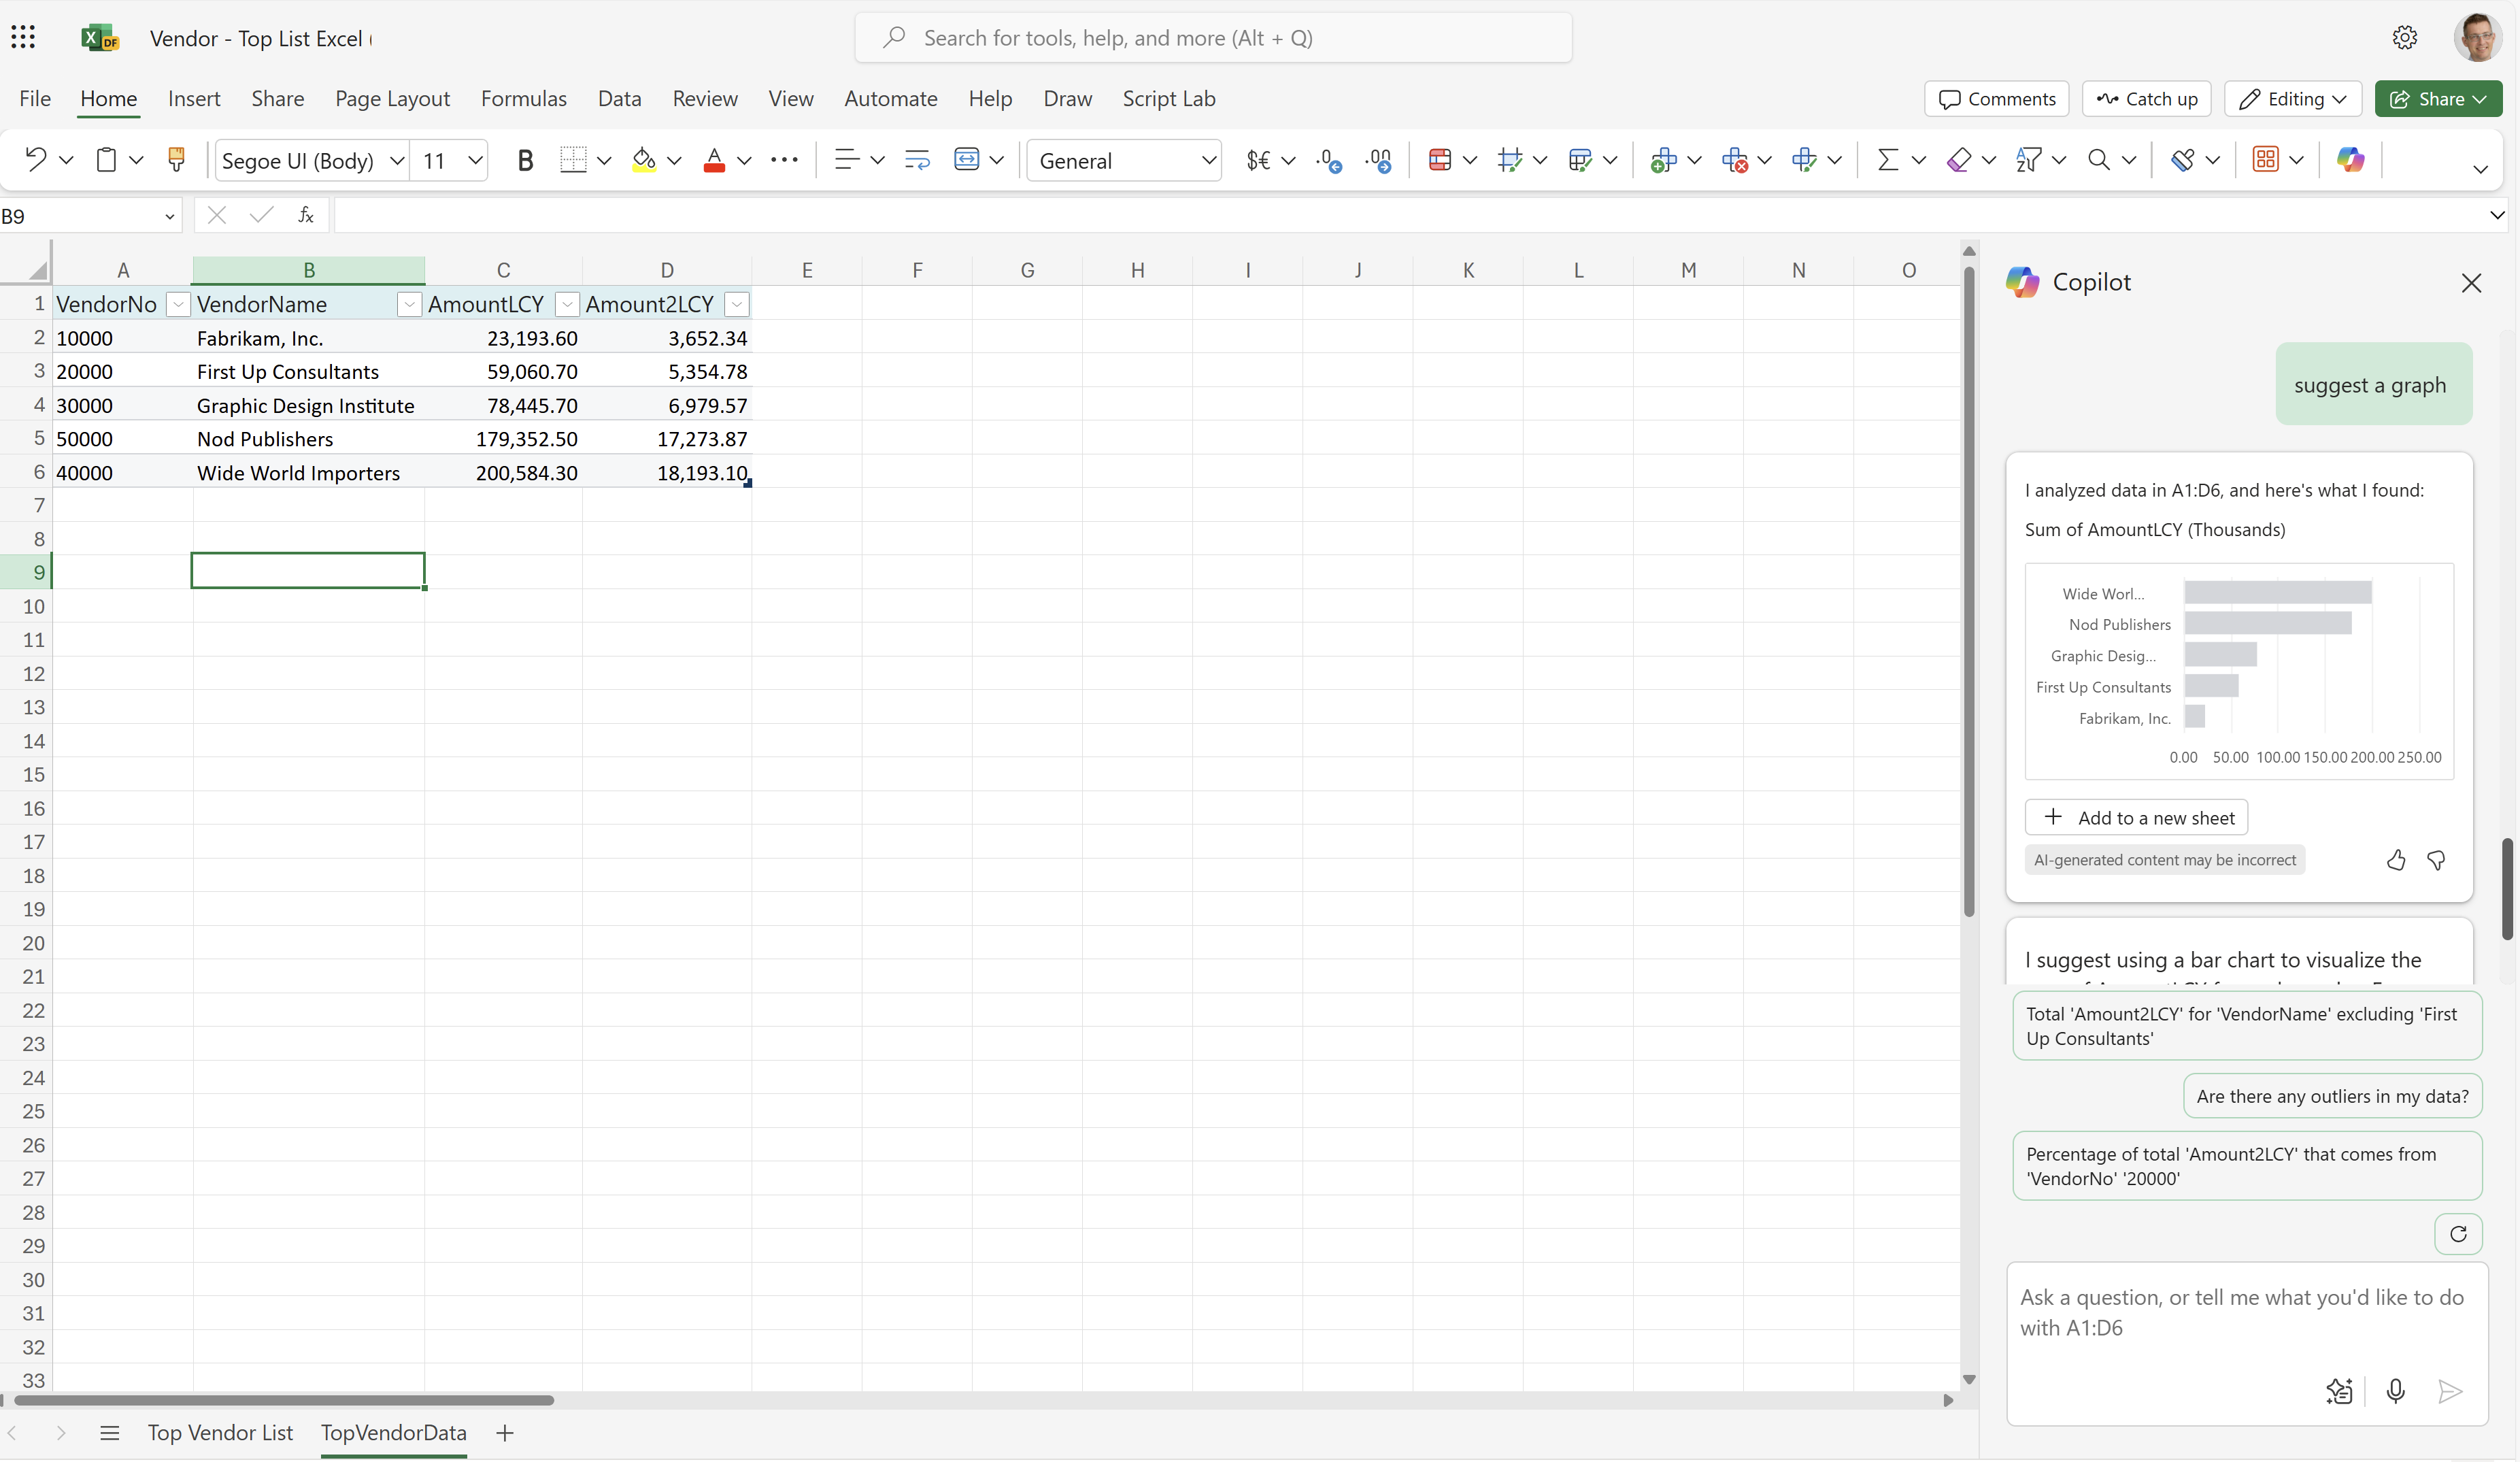 Vendor - Top List Excel (
Search for tools, help, and more (Alt + Q)
File Home Insert Share Page Layout Formulas Data Review View Automate Help Draw Script Lab
Comments Catch up Editing Share
Segoe UI (Body) 11 B General $€
B9 fx
A B C D E F G H I J K L M N O
1 VendorNo VendorName AmountLCY Amount2LCY
2 10000 Fabrikam, Inc. 23,193.60 3,652.34
3 20000 First Up Consultants 59,060.70 5,354.78
4 30000 Graphic Design Institute 78,445.70 6,979.57
5 50000 Nod Publishers 179,352.50 17,273.87
6 40000 Wide World Importers 200,584.30 18,193.10
7
8
9
10
11
12
13
14
15
16
17
18
19
20
21
22
23
24
25
26
27
28
29
30
31
32
33
Top Vendor List TopVendorData
Copilot
suggest a graph
I analyzed data in A1:D6, and here's what I found:
Sum of AmountLCY (Thousands)
Wide Worl...
Nod Publishers
Graphic Desig...
First Up Consultants
Fabrikam, Inc.
0.00 50.00 100.00 150.00 200.00 250.00
Add to a new sheet
AI-generated content may be incorrect
I suggest using a bar chart to visualize the
Total 'Amount2LCY' for 'VendorName' excluding 'First
Up Consultants'
Are there any outliers in my data?
Percentage of total 'Amount2LCY' that comes from
'VendorNo' '20000'
Ask a question, or tell me what you'd like to do
with A1:D6